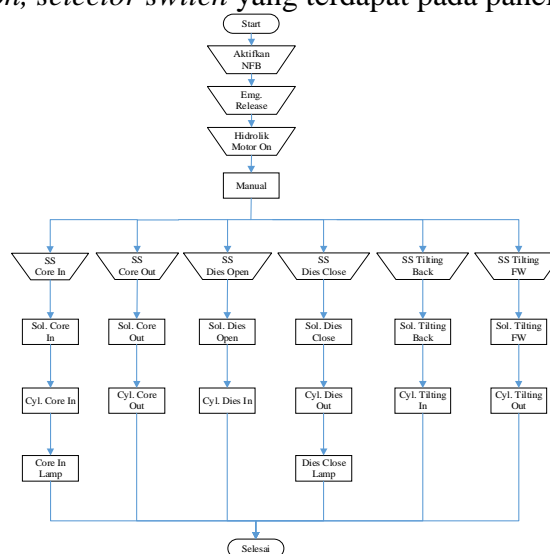 on, selector switch yang terdapat pada panel
Start
Aktifkan
NFB
Emg.
Release
Hidrolik
Motor On
Manual
SS
Core In
SS
Core Out
SS
Dies Open
SS
Dies Close
SS Tilting
Back
SS Tilting
FW
Sol. Core
In
Sol. Core
Out
Sol. Dies
Open
Sol. Dies
Close
Sol. Tilting
Back
Sol. Tilting
FW
Cyl. Core In
Cyl. Core
Out
Cyl. Dies In
Cyl. Dies
Out
Cyl. Tilting
In
Cyl. Tilting
Out
Core In
Lamp
Dies Close
Lamp
Selesai